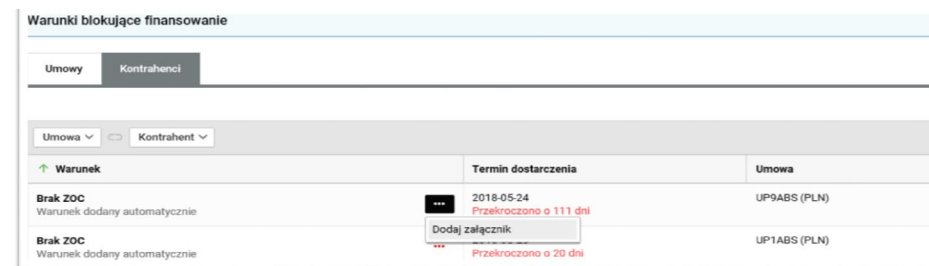 Warunki blokujące finansowanie
Umowy Kontrahenci
Umowa Kontrahent
Warunek Termin dostarczenia Umowa
Brak ZOC 2018-05-24 UP9ABS (PLN)
Warunek dodany automatycznie ... Przekroczono o 111 dni
Dodaj załącznik
Brak ZOC UP1ABS (PLN)
Warunek dodany automatycznie ... Przekroczono o 20 dni